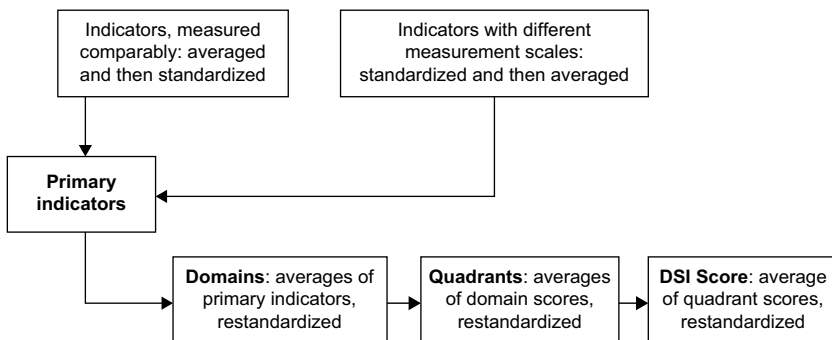 Indicators, measured
comparably: averaged
and then standardized
Indicators with different
measurement scales:
standardized and then averaged
Primary
indicators
Domains: averages of
primary indicators,
restandardized
Quadrants: averages
of domain scores,
restandardized
DSI Score: average
of quadrant scores,
restandardized